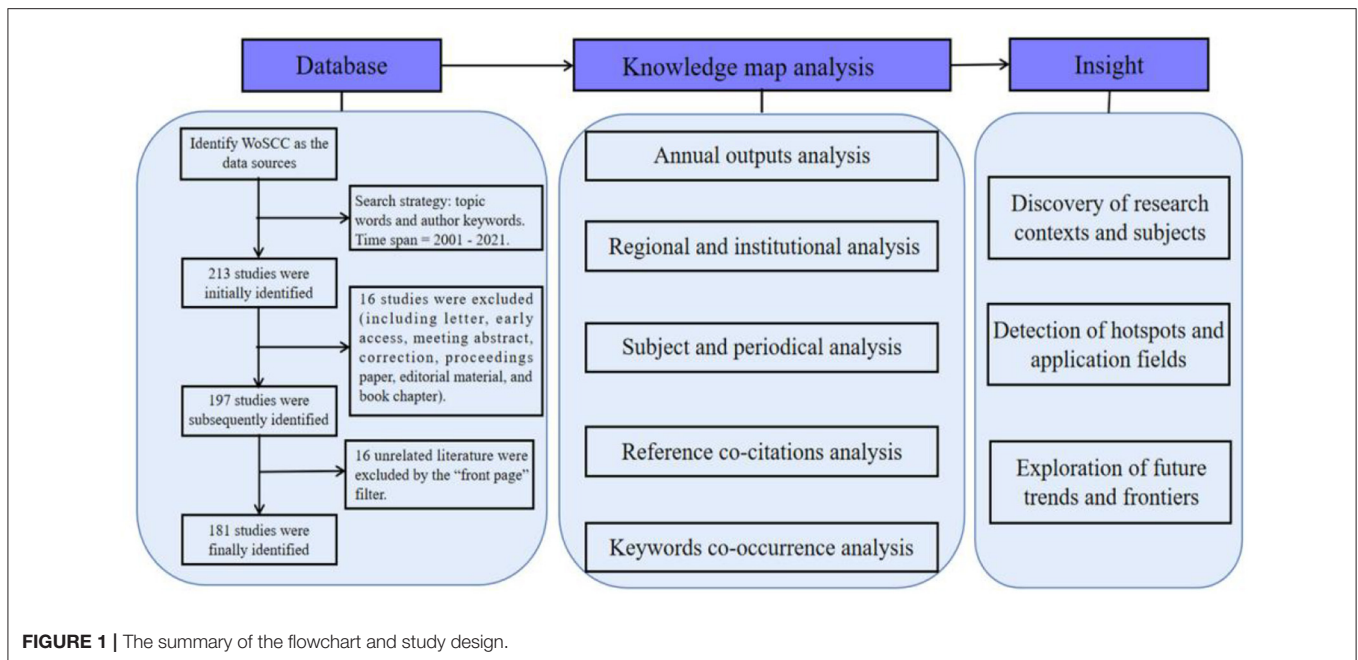 Database
Knowledge map analysis
Insight
Identify WoSCC as the
data sources
Search strategy: topic
words and author keywords.
Time span = 2001 - 2021.
213 studies were
initially identified
16 studies were excluded
(including letter, early
access, meeting abstract,
correction, proceedings
paper, editorial material, and
book chapter).
197 studies were
subsequently identified
16 unrelated literature were
excluded by the “front page”
filter.
181 studies were
finally identified
Annual outputs analysis
Regional and institutional analysis
Subject and periodical analysis
Reference co-citations analysis
Keywords co-occurrence analysis
Discovery of research
contexts and subjects
Detection of hotspots and
application fields
Exploration of future
trends and frontiers
FIGURE 1 | The summary of the flowchart and study design.